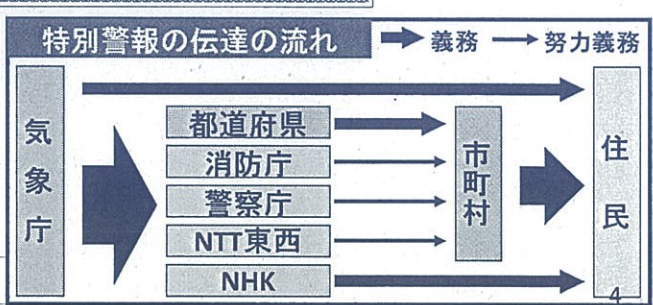 特別警報の伝達の流れ
義務
努力義務
気象庁
都道府県
消防庁
警察庁
NTT東西
NHK
市町村
住民
4